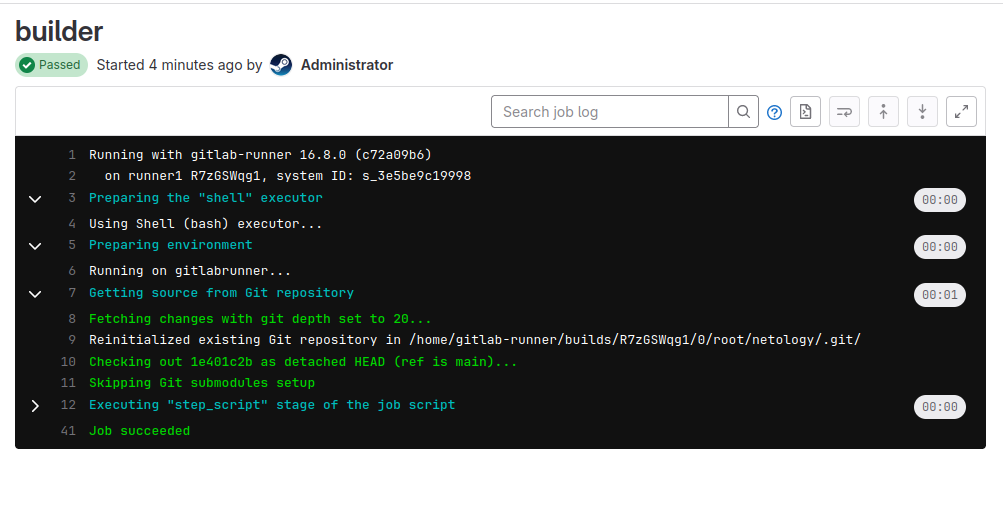 builder
Passed Started 4 minutes ago by Administrator
Search job log
1 Running with gitlab-runner 16.8.0 (c72a09b6)
2 on runner1 R7zGSWqg1, system ID: s_3e5be9c19998
3 Preparing the "shell" executor 00:00
4 Using Shell (bash) executor...
5 Preparing environment 00:00
6 Running on gitlabrunner...
7 Getting source from Git repository 00:01
8 Fetching changes with git depth set to 20...
9 Reinitialized existing Git repository in /home/gitlab-runner/builds/R7zGSWqg1/0/root/netology/.git/
10 Checking out 1e401c2b as detached HEAD (ref is main)...
11 Skipping Git submodules setup
12 Executing "step_script" stage of the job script 00:00
41 Job succeeded